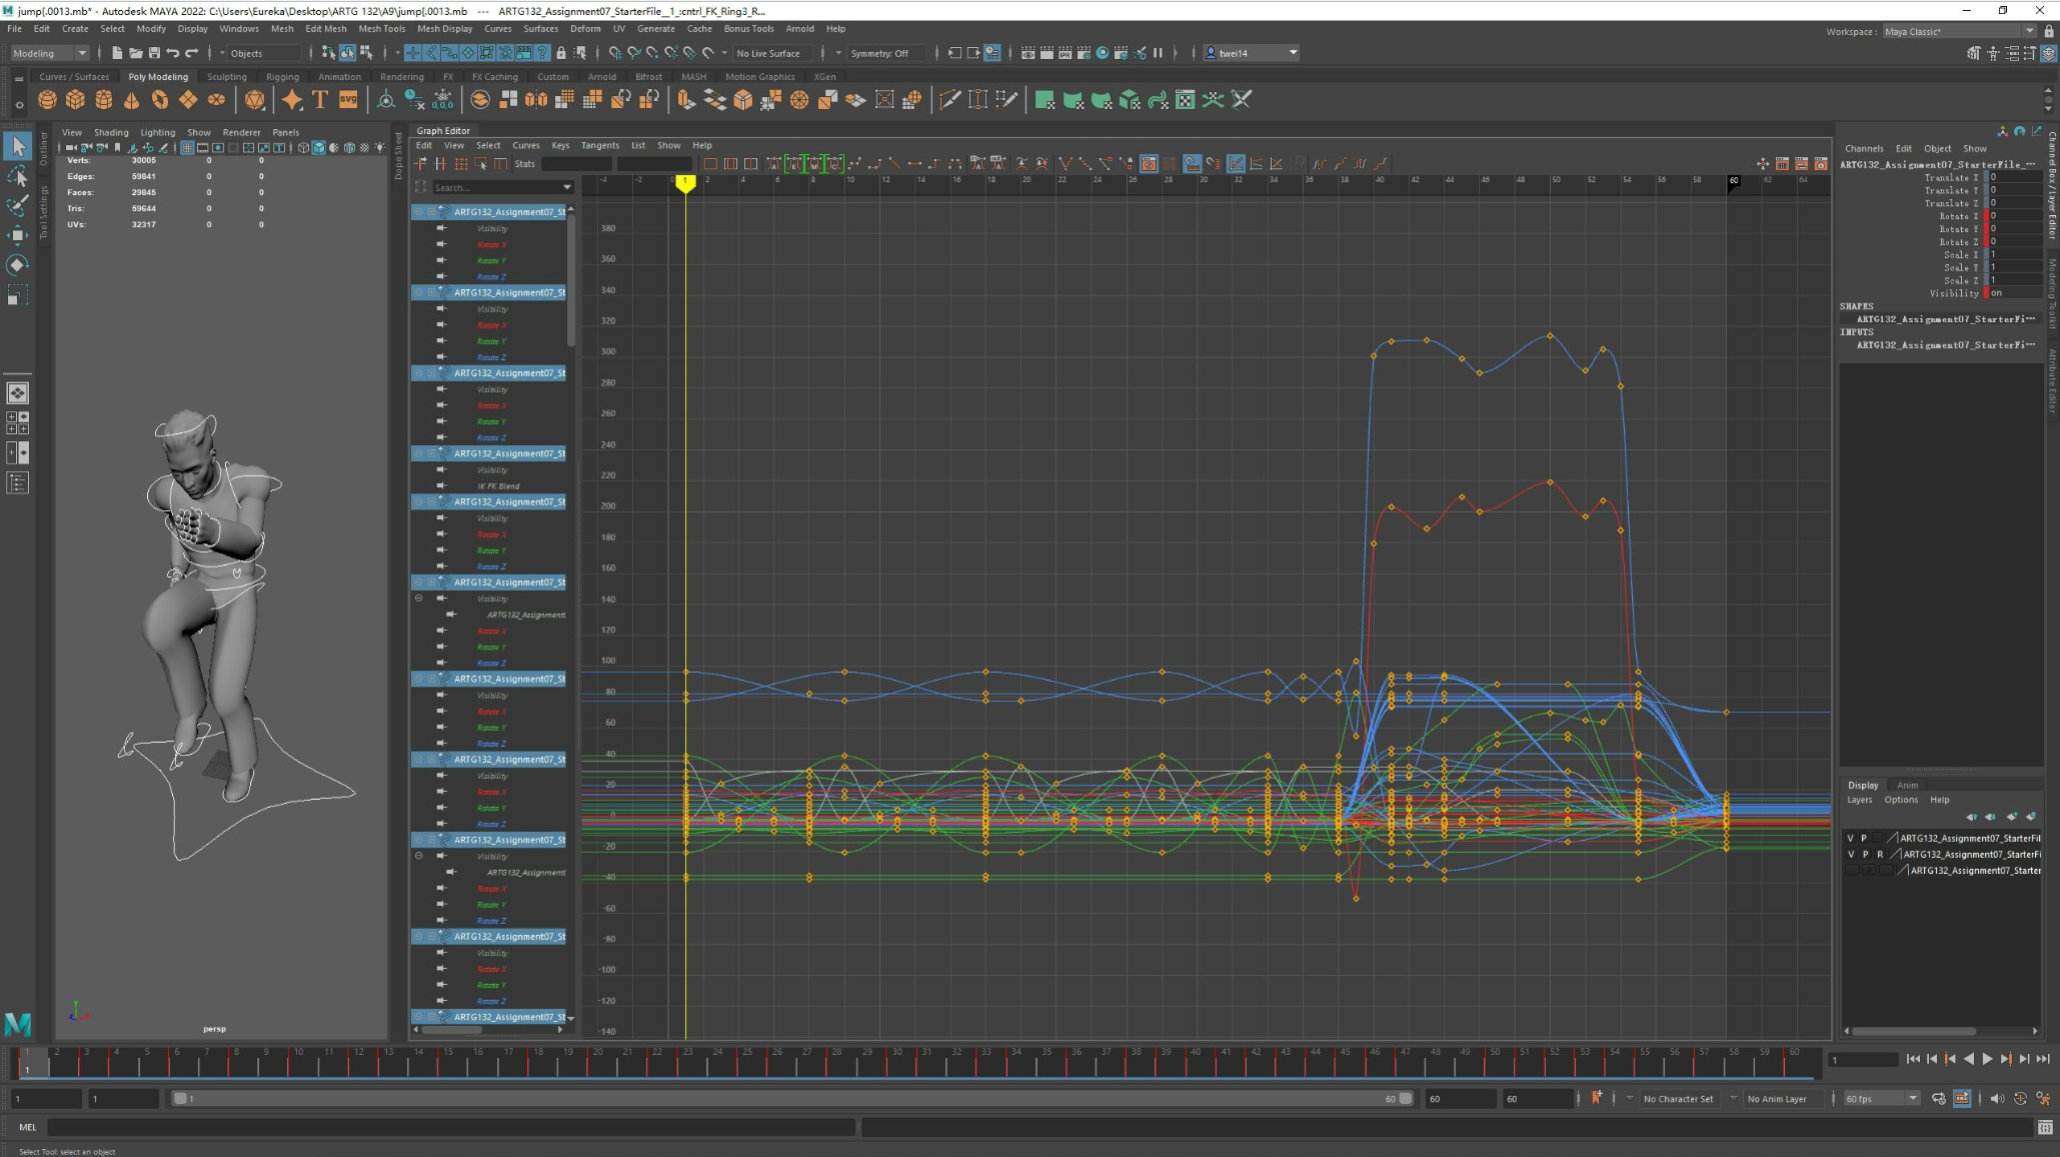 jump[.0013.mb* - Autodesk MAYA 2022: C:\Users\Eureka\Desktop\ARTG 132\A9\jump[.0013.mb --- ARTG132_Assignment07_StarterFile__1_:cntrl_FK_Ring3_R...
File Edit Create Select Modify Display Windows Mesh Edit Mesh Mesh Tools Mesh Display Curves Surfaces Deform UV Generate Cache Bonus Tools Arnold Help
Workspace: Maya Classic*
Modeling Objects No Live Surface Symmetry: Off twei14
Curves / Surfaces Poly Modeling Sculpting Rigging Animation Rendering FX FX Caching Custom Arnold Bifrost MASH Motion Graphics XGen
T SVG
View Shading Lighting Show Renderer Panels
Outliner
Tool Settings
Dope Sheet
Verts: 30005 0 0
Edges: 59841 0 0
Faces: 29845 0 0
Tris: 59644 0 0
UVs: 32317 0 0
persp
Graph Editor
Edit View Select Curves Keys Tangents List Show Help
Stats
Search...
-4 -2 0 1 2 4 6 8 10 12 14 16 18 20 22 24 26 28 30 32 34 36 38 40 42 44 46 48 50 52 54 56 58 60 62 64
ARTG132_Assignment07_St
Visibility
Rotate X
Rotate Y
Rotate Z
ARTG132_Assignment07_St
Visibility
Rotate X
Rotate Y
Rotate Z
ARTG132_Assignment07_St
Visibility
Rotate X
Rotate Y
Rotate Z
ARTG132_Assignment07_St
Visibility
IK FK Blend
ARTG132_Assignment07_St
Visibility
Rotate X
Rotate Y
Rotate Z
ARTG132_Assignment07_St
Visibility
ARTG132_Assignment(
Rotate X
Rotate Y
Rotate Z
ARTG132_Assignment07_St
Visibility
Rotate X
Rotate Y
Rotate Z
ARTG132_Assignment07_St
Visibility
Rotate X
Rotate Y
Rotate Z
ARTG132_Assignment07_St
Visibility
ARTG132_Assignment(
Rotate X
Rotate Y
Rotate Z
ARTG132_Assignment07_St
Visibility
Rotate X
Rotate Y
Rotate Z
ARTG132_Assignment07_St
380
360
340
320
300
280
260
240
220
200
180
160
140
120
100
80
60
40
20
0
-20
-40
-60
-80
-100
-120
-140
Channels Edit Object Show
ARTG132_Assignment07_StarterFile_...
Translate X 0
Translate Y 0
Translate Z 0
Rotate X 0
Rotate Y 0
Rotate Z 0
Scale X 1
Scale Y 1
Scale Z 1
Visibility on
SHAPES
ARTG132_Assignment07_StarterFi...
INPUTS
ARTG132_Assignment07_StarterFi...
Channel Box / Layer Editor
Modeling Toolkit
Attribute Editor
Display Anim
Layers Options Help
V P ARTG132_Assignment07_StarterFil
V P R ARTG132_Assignment07_StarterFi
ARTG132_Assignment07_Starter
1 2 3 4 5 6 7 8 9 10 11 12 13 14 15 16 17 18 19 20 21 22 23 24 25 26 27 28 29 30 31 32 33 34 35 36 37 38 39 40 41 42 43 44 45 46 47 48 49 50 51 52 53 54 55 56 57 58 59 60
1
1
1 1 1 60 60 60 No Character Set No Anim Layer 60 fps
MEL
Select Tool: select an object